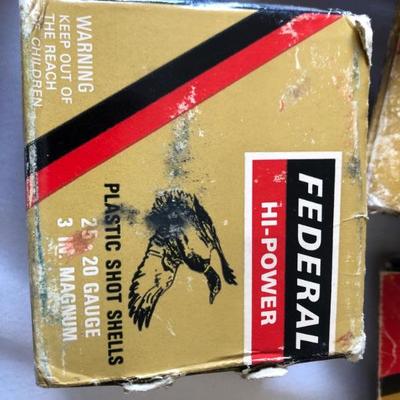 FEDERAL
HI-POWER
PLASTIC SHOT SHELLS
25 · 20 GAUGE
3 IN. MAGNUM
WARNING
KEEP OUT OF
THE REACH
OF CHILDREN